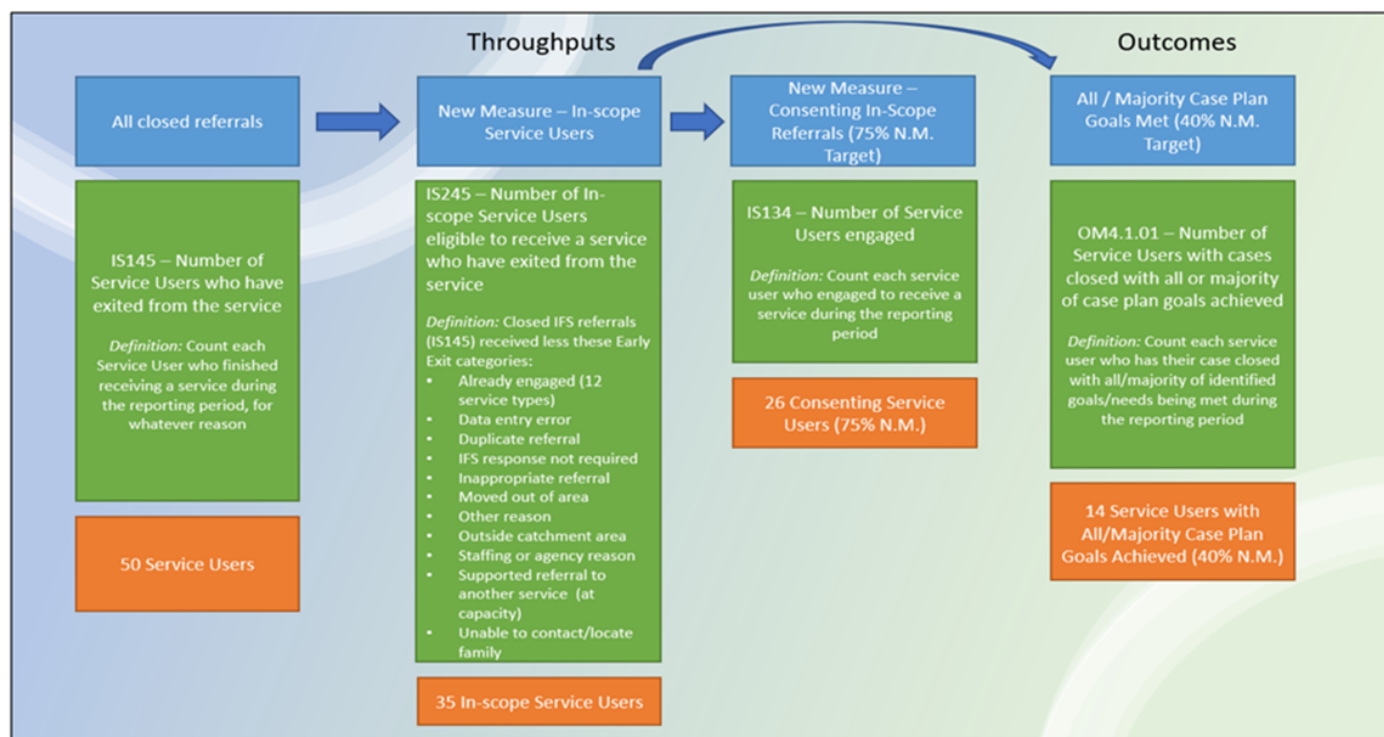 Throughputs
Outcomes
All closed referrals
New Measure – In-scope
Service Users
New Measure –
Consenting In-Scope
Referrals (75% N.M.
Target)
All / Majority Case Plan
Goals Met (40% N.M.
Target)
IS145 – Number of
Service Users who have
exited from the service
Definition: Count each
Service User who finished
receiving a service during
the reporting period, for
whatever reason
50 Service Users
IS245 – Number of In-
scope Service Users
eligible to receive a service
who have exited from the
service
Definition: Closed IFS referrals
(IS145) received less these Early
Exit categories:
• Already engaged (12
service types)
• Data entry error
• Duplicate referral
• IFS response not required
• Inappropriate referral
• Moved out of area
• Other reason
• Outside catchment area
• Staffing or agency reason
• Supported referral to
another service (at
capacity)
• Unable to contact/locate
family
35 In-scope Service Users
IS134 – Number of Service
Users engaged
Definition: Count each service
user who engaged to receive a
service during the reporting
period
26 Consenting Service
Users (75% N.M.)
OM4.1.01 – Number of
Service Users with cases
closed with all or majority
of case plan goals achieved
Definition: Count each service
user who has their case closed
with all/majority of identified
goals/needs being met during
the reporting period
14 Service Users with
All/Majority Case Plan
Goals Achieved (40% N.M.)